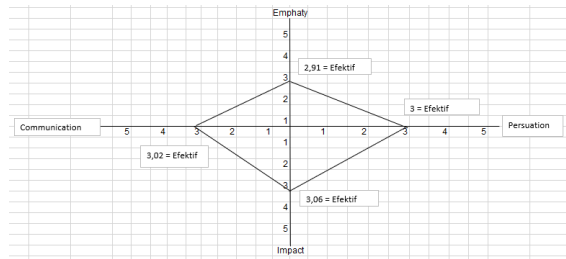 Emphaty
5
4
2,91 = Efektif
3
2
3 = Efektif
1
Communication
5 4 3 2 1 1 2 3 4 5
Persuation
1
3,02 = Efektif
2
3
3,06 = Efektif
4
5
Impact